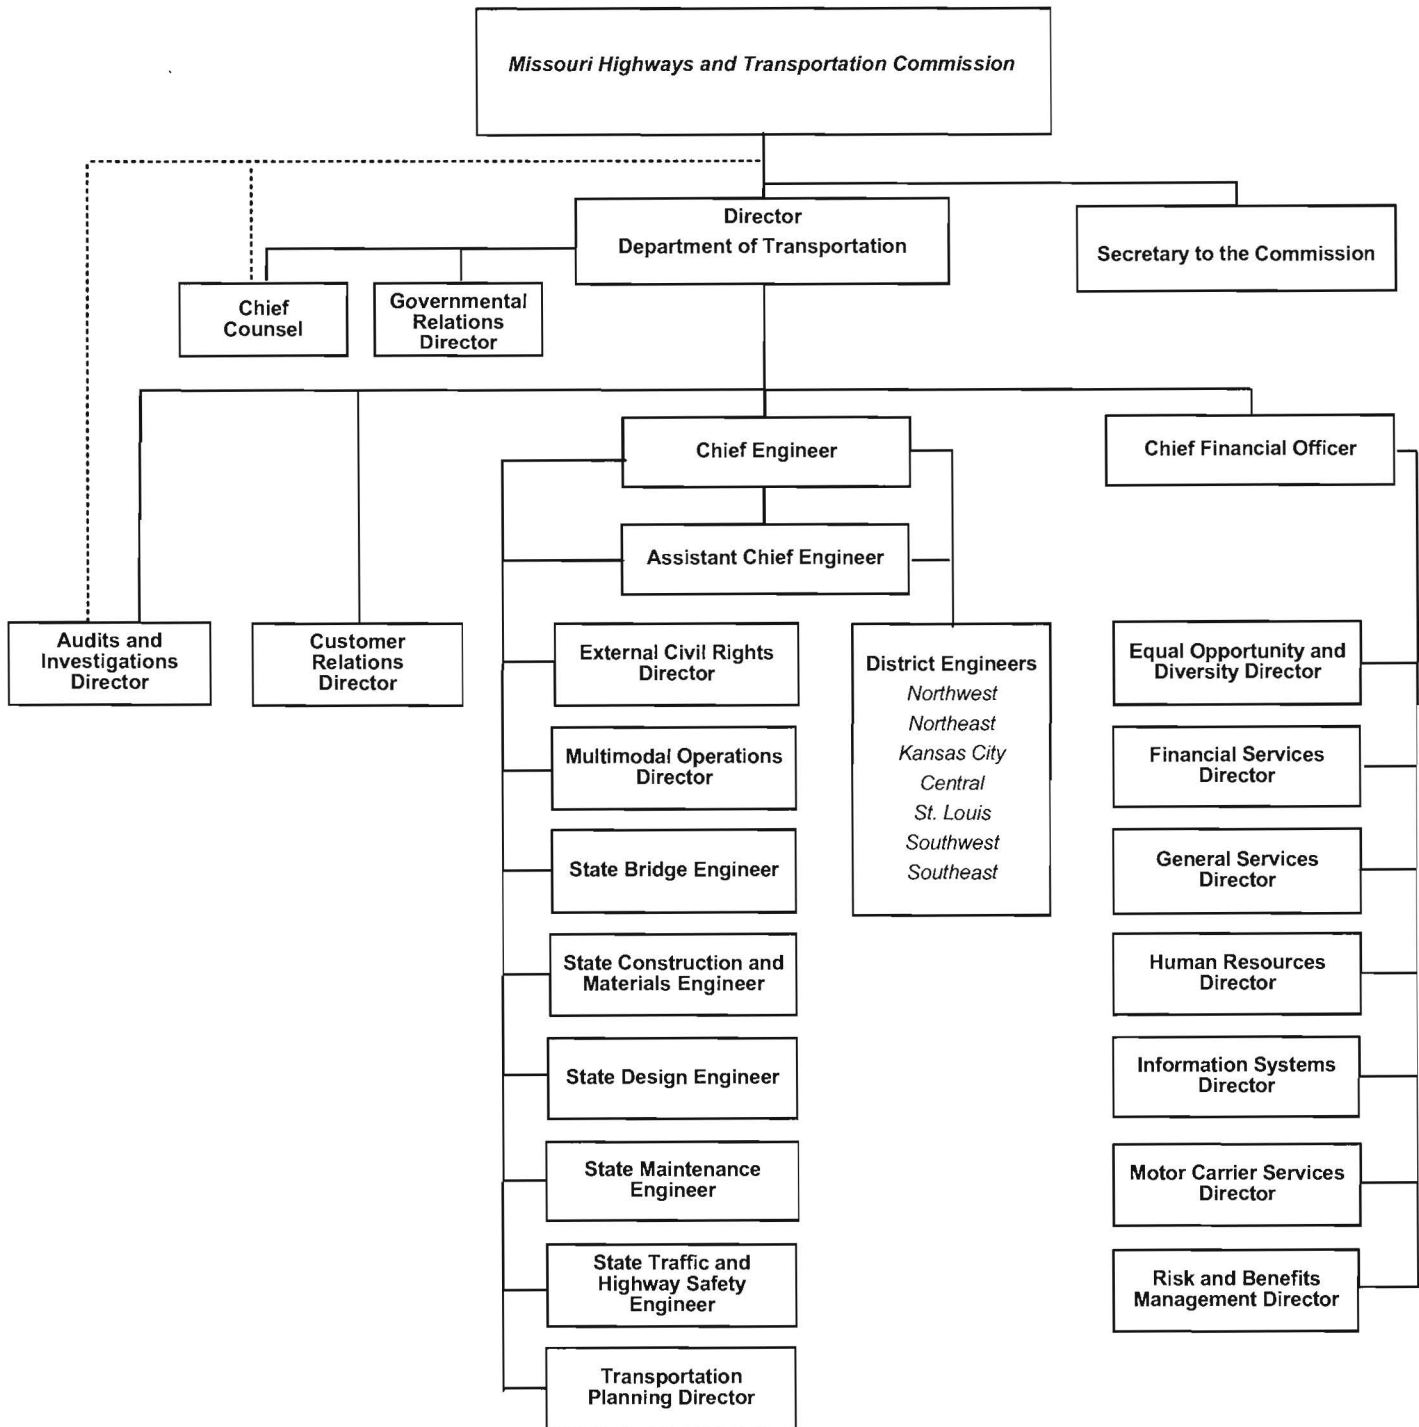 Missouri Highways and Transportation Commission
Director
Department of Transportation
Secretary to the Commission
Chief
Counsel
Governmental
Relations
Director
Chief Engineer
Chief Financial Officer
Assistant Chief Engineer
Audits and
Investigations
Director
Customer
Relations
Director
External Civil Rights
Director
Multimodal Operations
Director
State Bridge Engineer
State Construction and
Materials Engineer
State Design Engineer
State Maintenance
Engineer
State Traffic and
Highway Safety
Engineer
Transportation
Planning Director
District Engineers
Northwest
Northeast
Kansas City
Central
St. Louis
Southwest
Southeast
Equal Opportunity and
Diversity Director
Financial Services
Director
General Services
Director
Human Resources
Director
Information Systems
Director
Motor Carrier Services
Director
Risk and Benefits
Management Director